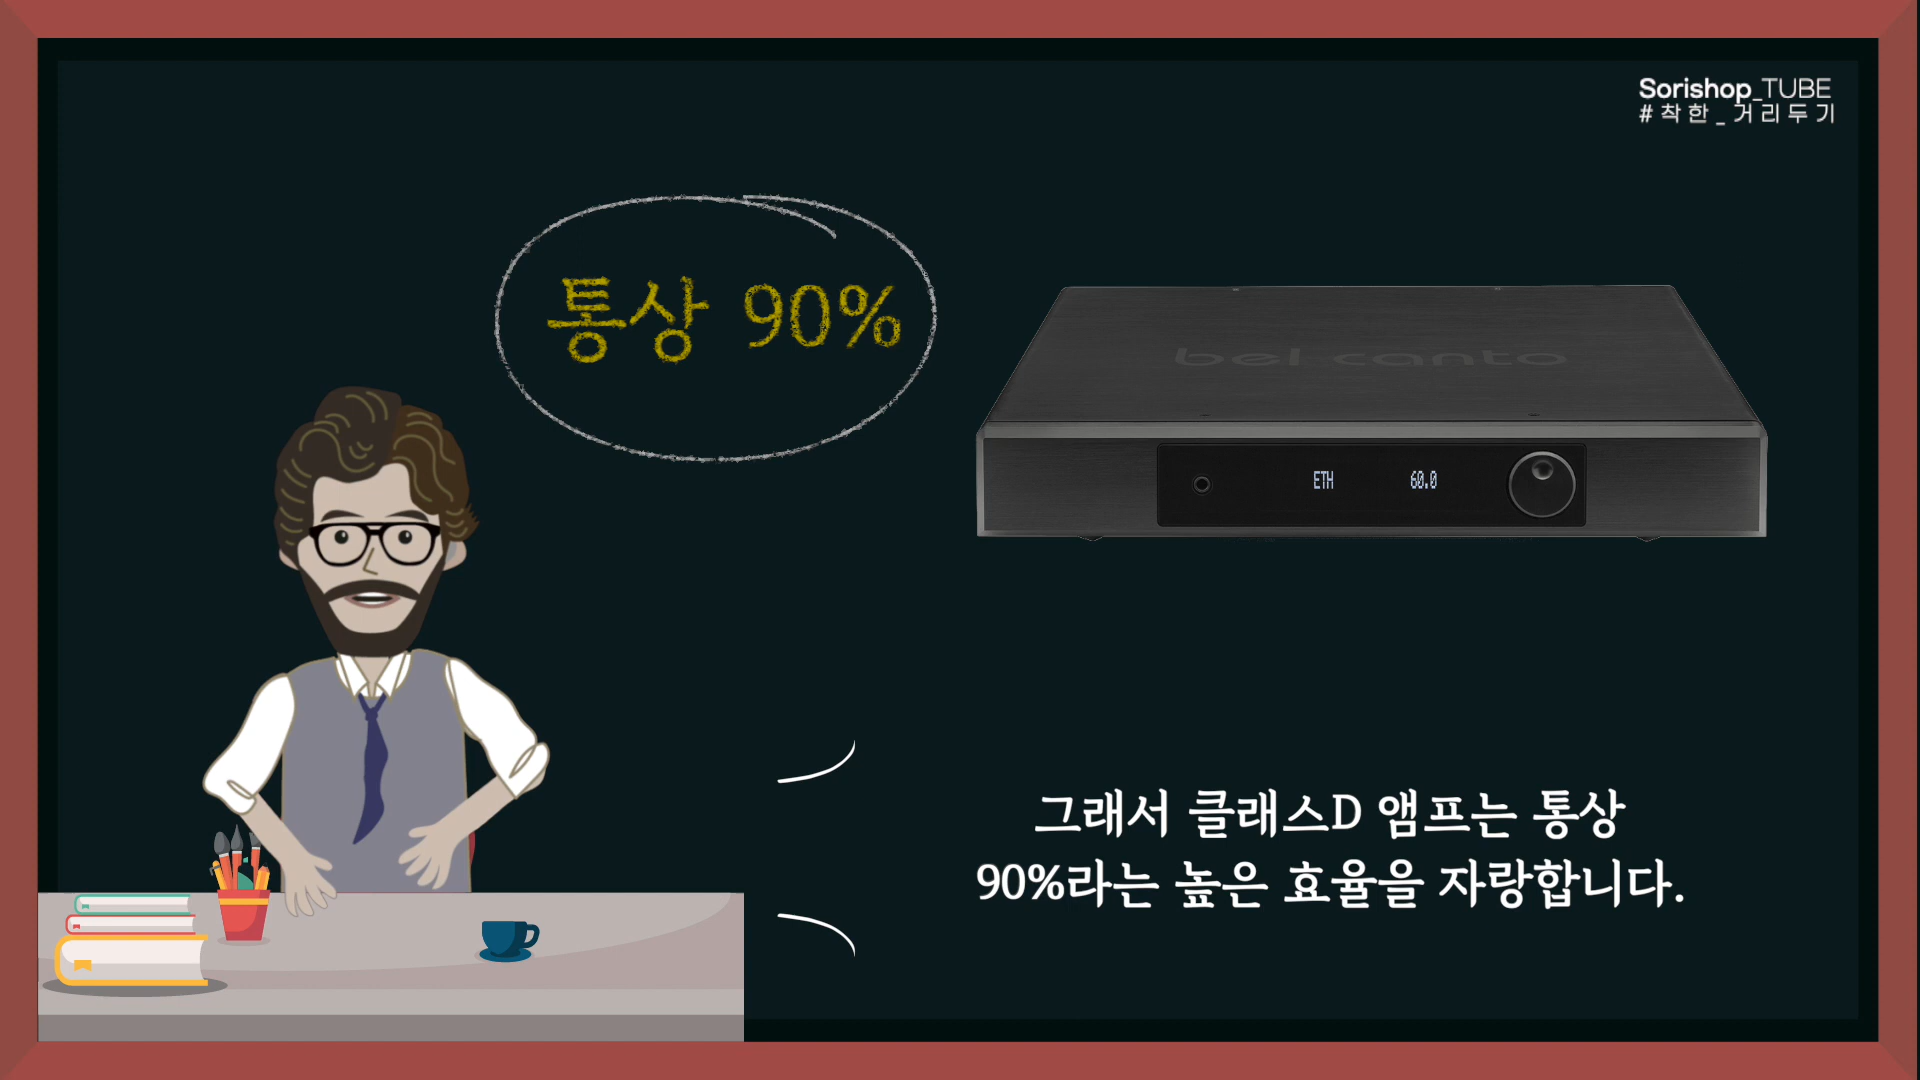 Sorishop_TUBE
#착한_거리두기
통상 90%
bel canto
ETH 60.0
그래서 클래스D 앰프는 통상
90%라는 높은 효율을 자랑합니다.